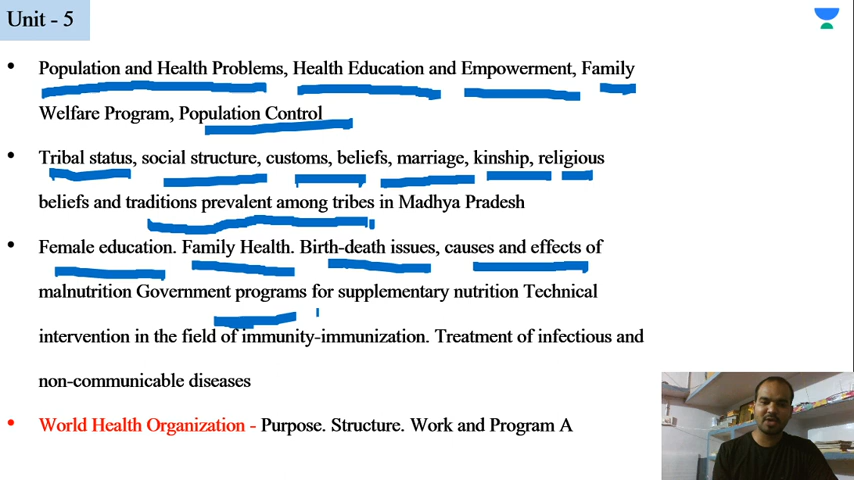 Unit - 5
• Population and Health Problems, Health Education and Empowerment, Family
Welfare Program, Population Control
• Tribal status, social structure, customs, beliefs, marriage, kinship, religious
beliefs and traditions prevalent among tribes in Madhya Pradesh
• Female education. Family Health. Birth-death issues, causes and effects of
malnutrition Government programs for supplementary nutrition Technical
intervention in the field of immunity-immunization. Treatment of infectious and
non-communicable diseases
• World Health Organization - Purpose. Structure. Work and Program A